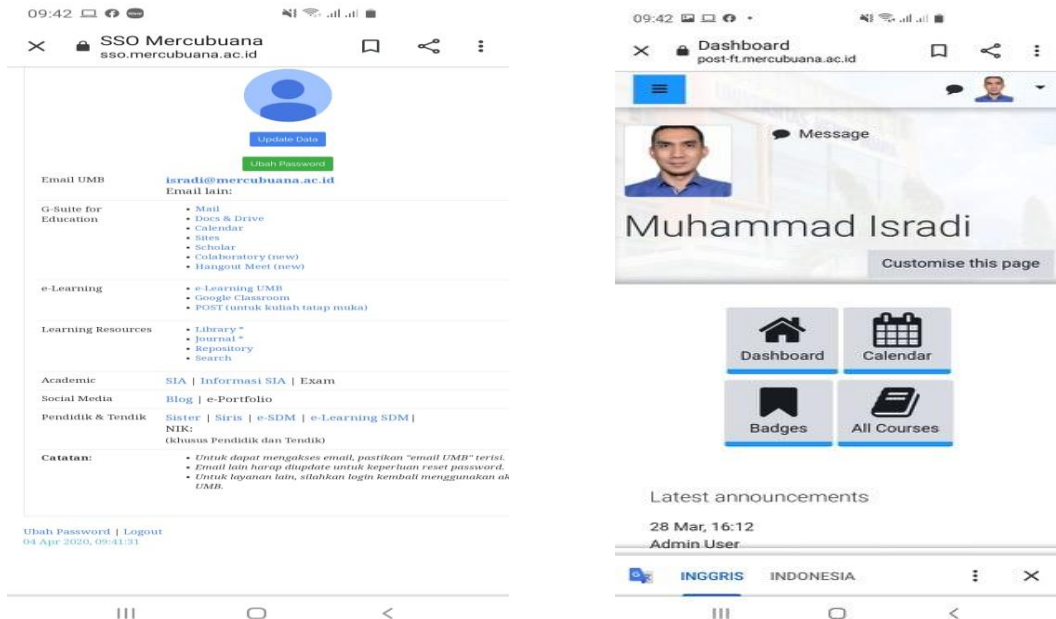 09:42
SSO Mercubuana
sso.mercubuana.ac.id
Update Data
Ubah Password
Email UMB
isradi@mercubuana.ac.id
Email lain:
G-Suite for
Education
• Mail
• Docs & Drive
• Calendar
• Sites
• Scholar
• Colaboratory (new)
• Hangout Meet (new)
e-Learning
• e-Learning UMB
• Google Classroom
• POST (untuk kuliah tatap muka)
Learning Resources
• Library *
• Journal *
• Repository
• Search
Academic
SIA | Informasi SIA | Exam
Social Media
Blog | e-Portfolio
Pendidik & Tendik
Sister | Siris | e-SDM | e-Learning SDM |
NIK:
(khusus Pendidik dan Tendik)
Catatan:
• Untuk dapat mengakses email, pastikan "email UMB" terisi.
• Email lain harap diupdate untuk keperluan reset password.
• Untuk layanan lain, silahkan login kembali menggunakan ak
UMB.
Ubah Password | Logout
04 Apr 2020, 09:41:31
09:42
Dashboard
post-ft.mercubuana.ac.id
Message
Muhammad Isradi
Customise this page
Dashboard
Calendar
Badges
All Courses
Latest announcements
28 Mar, 16:12
Admin User
INGGRIS INDONESIA